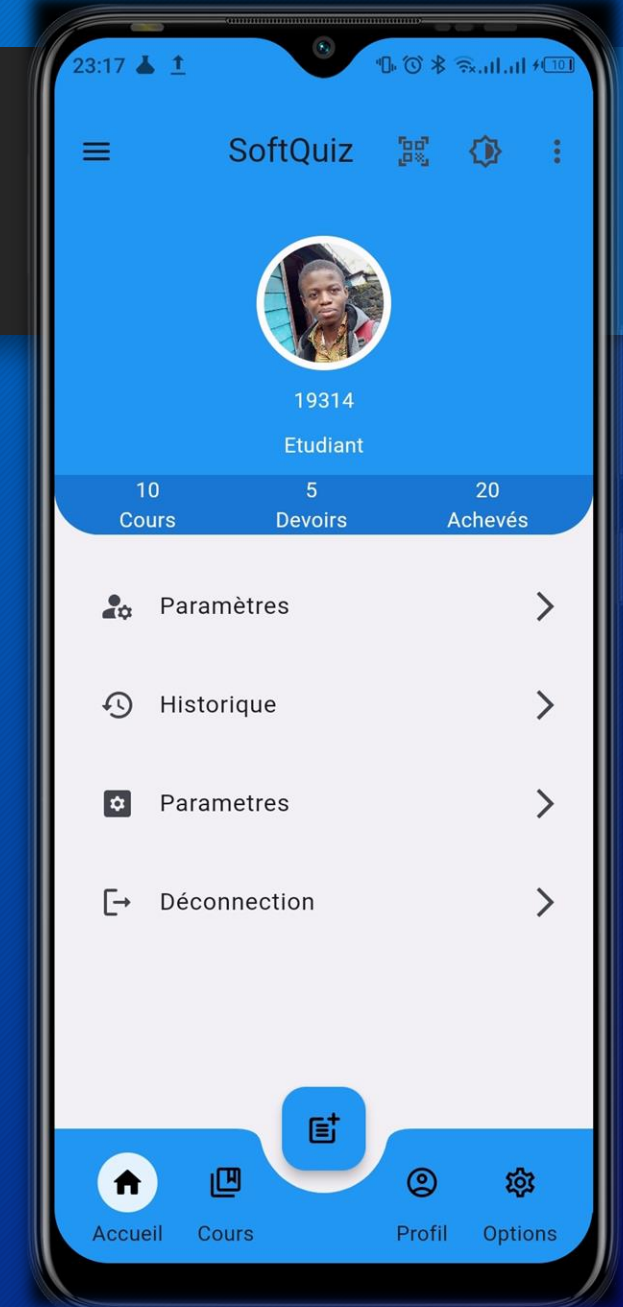 23:17
10
SoftQuiz
19314
Etudiant
10 5 20
Cours Devoirs Achevés
Paramètres
Historique
Parametres
Déconnection
Accueil Cours Profil Options